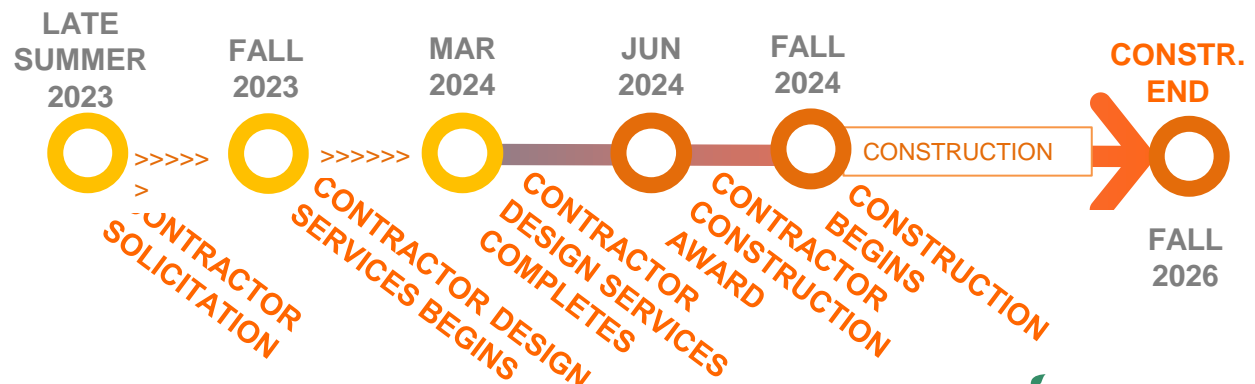 LATE
SUMMER
2023
FALL
2023
MAR
2024
JUN
2024
FALL
2024
CONSTR.
END
>>>>>
>
>>>>>>
CONSTRUCTION
CONTRACTOR
SOLICITATION
CONTRACTOR DESIGN
SERVICES BEGINS
CONTRACTOR
DESIGN SERVICES
COMPLETES
CONTRACTOR
CONSTRUCTION
AWARD
CONSTRUCTION
BEGINS
FALL
2026